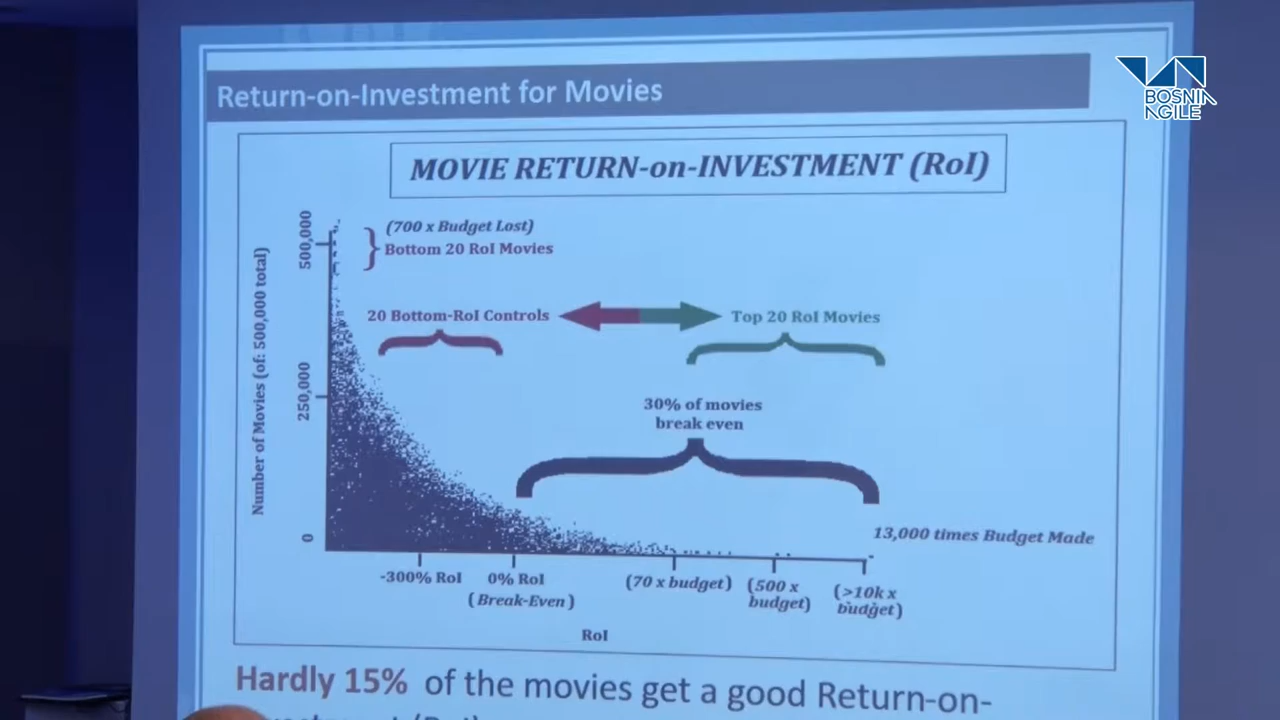 Return-on-Investment for Movies
BOSNIA
AGILE
MOVIE RETURN-on-INVESTMENT (RoI)
Number of Movies (of: 500,000 total)
500,000
250,000
0
(700 x Budget Lost)
Bottom 20 RoI Movies
20 Bottom-RoI Controls
Top 20 RoI Movies
30% of movies
break even
13,000 times Budget Made
-300% RoI
0% RoI
(Break-Even)
(70 x budget)
(500 x
budget)
(>10k x
budget)
RoI
Hardly 15% of the movies get a good Return-on-